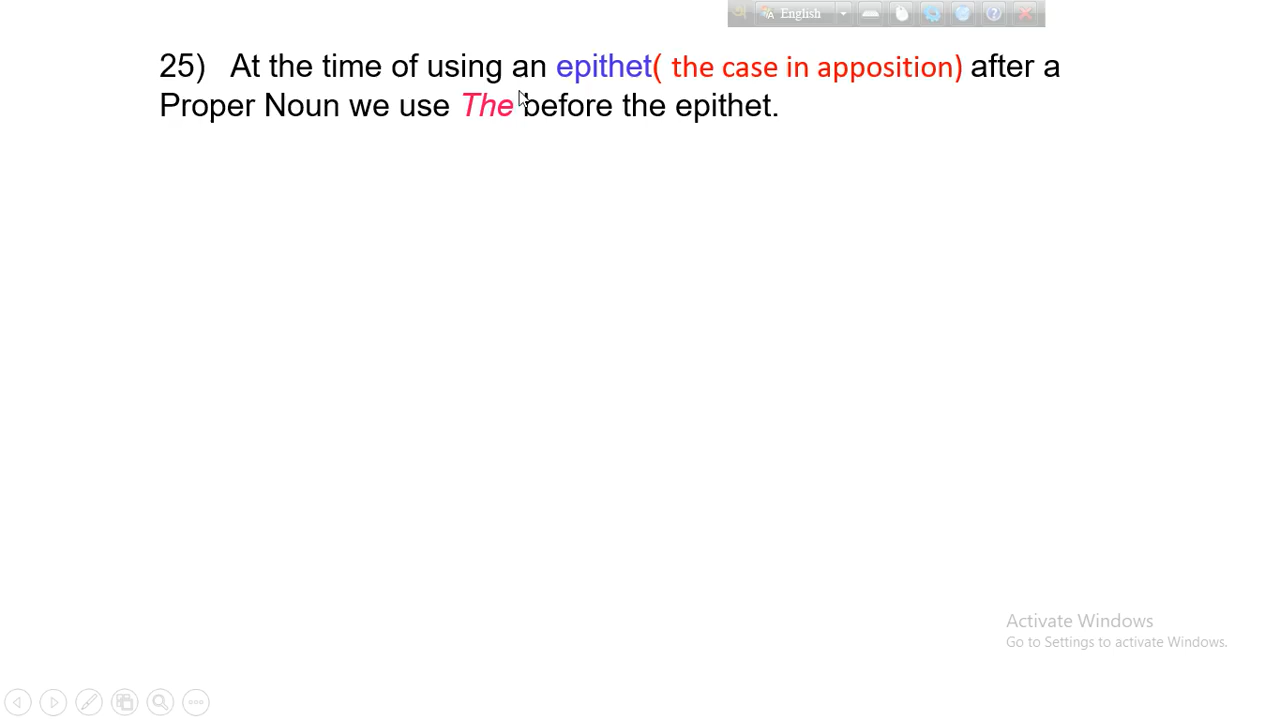 English
25) At the time of using an epithet( the case in apposition) after a
Proper Noun we use The before the epithet.
Activate Windows
Go to Settings to activate Windows.